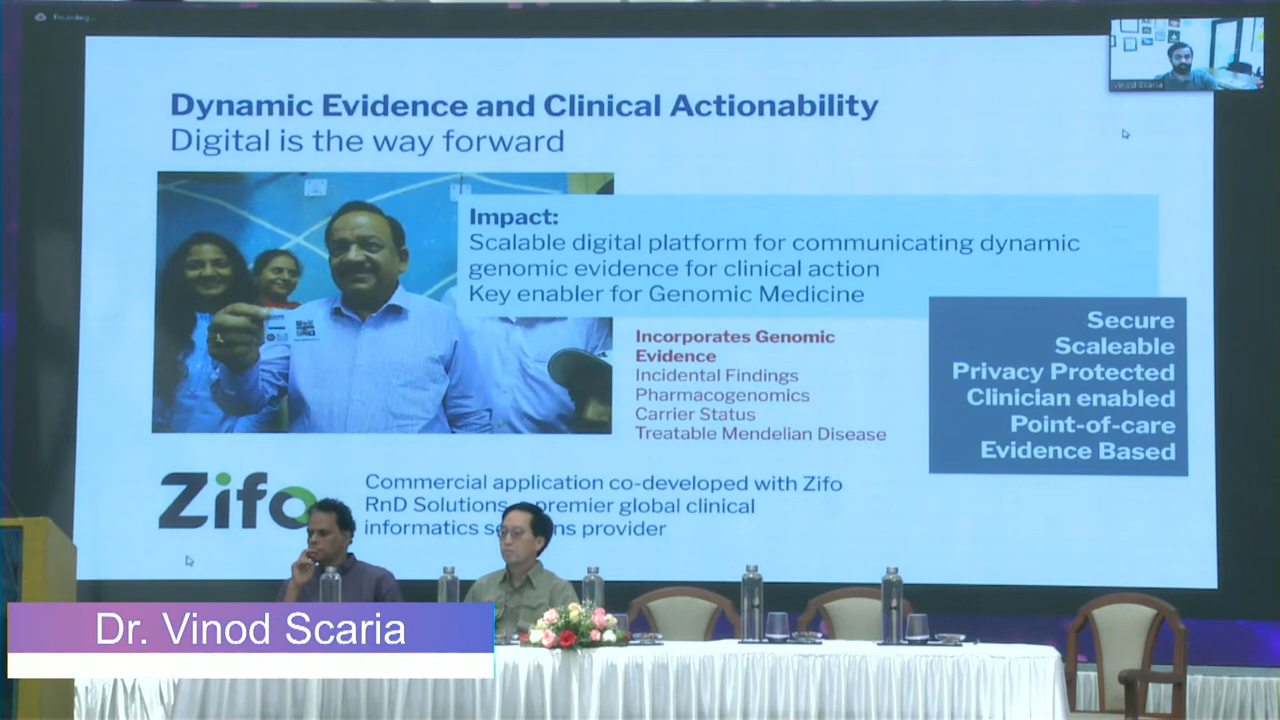 Recording...
Vinod Scaria
Dynamic Evidence and Clinical Actionability
Digital is the way forward
Impact:
Scalable digital platform for communicating dynamic
genomic evidence for clinical action
Key enabler for Genomic Medicine
Incorporates Genomic
Evidence
Incidental Findings
Pharmacogenomics
Carrier Status
Treatable Mendelian Disease
Secure
Scaleable
Privacy Protected
Clinician enabled
Point-of-care
Evidence Based
Zifo
Commercial application co-developed with Zifo
RnD Solutions premier global clinical
informatics provider
Dr. Vinod Scaria